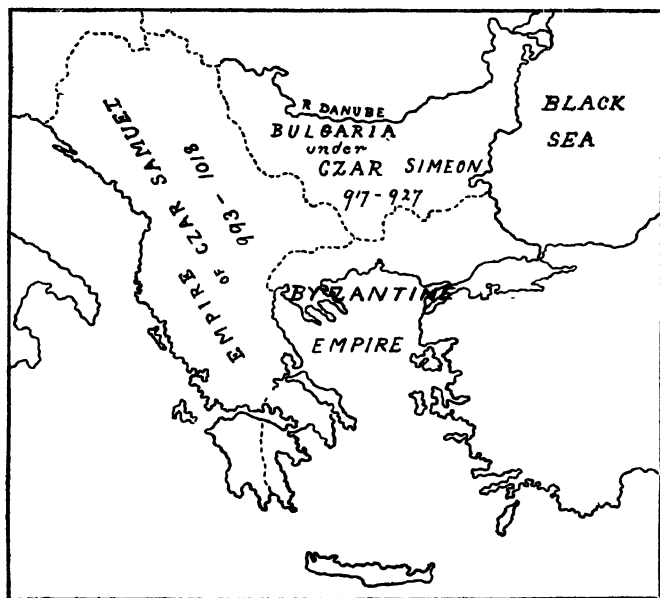 R DANUBE
BULGARIA
under
CZAR SIMEON
917-927
BLACK
SEA
EMPIRE OF CZAR SAMUEL
993-1018
BYZANTINE
EMPIRE